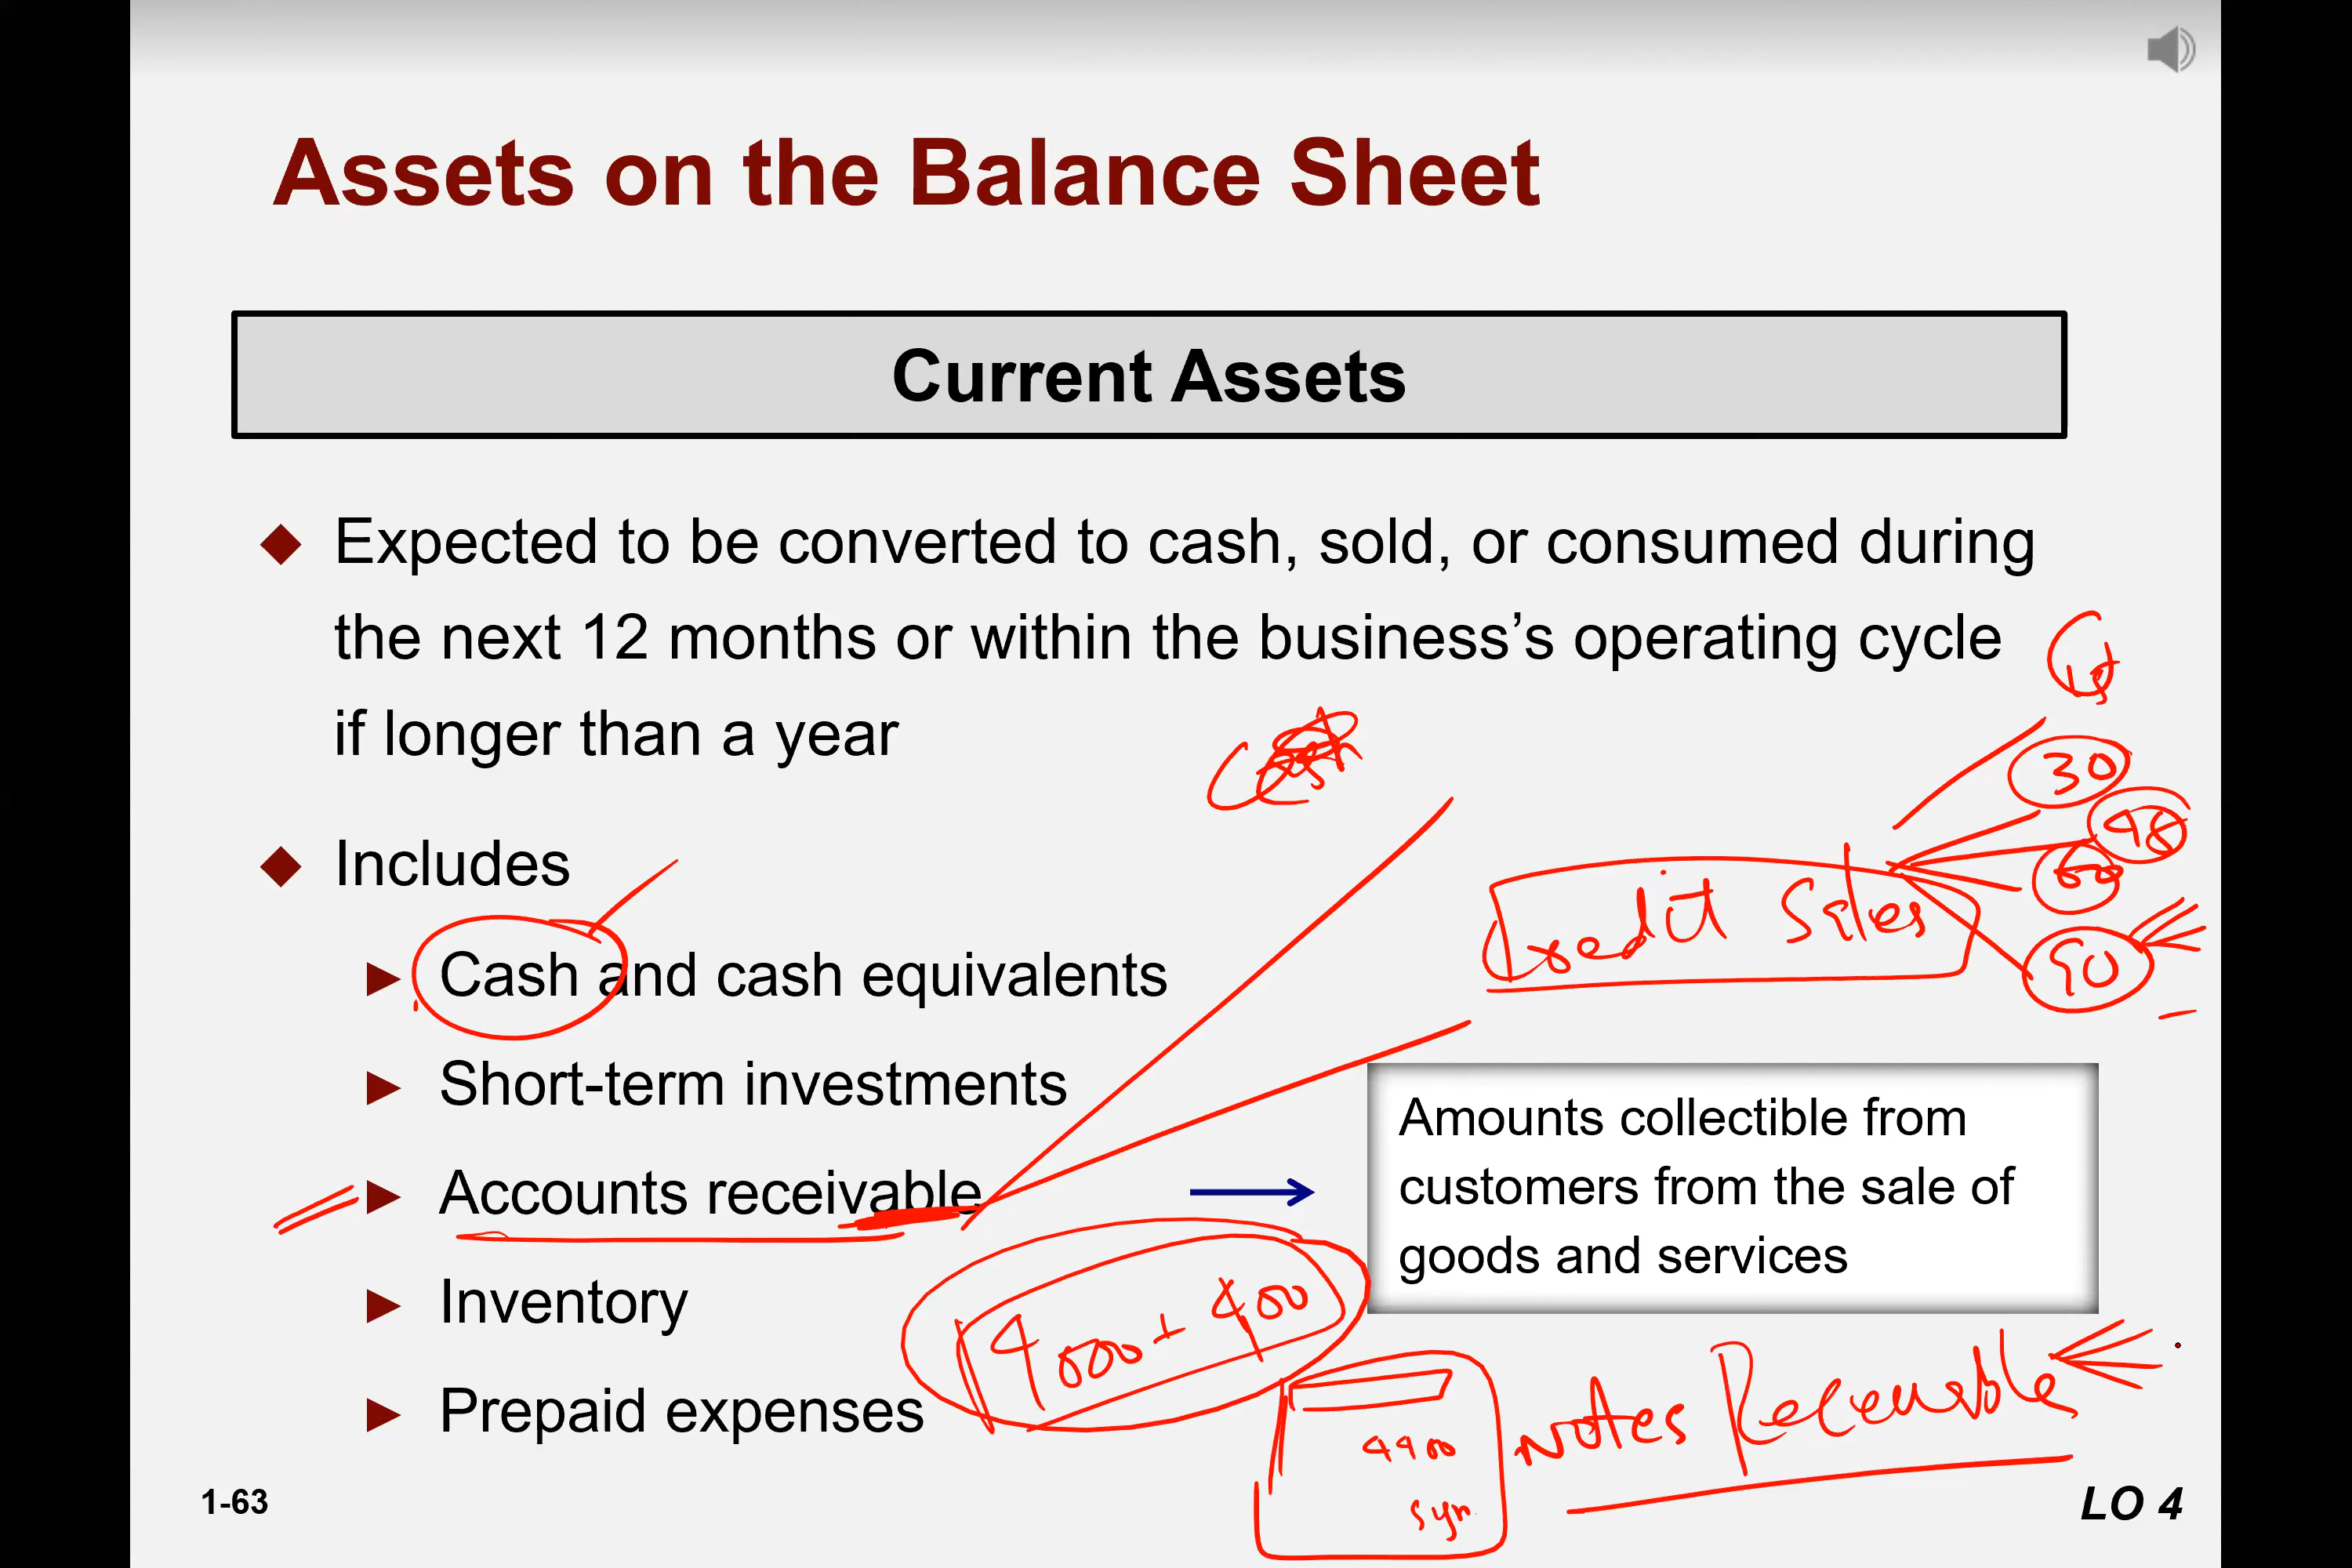 Assets on the Balance Sheet
Current Assets
◆ Expected to be converted to cash, sold, or consumed during
the next 12 months or within the business’s operating cycle
if longer than a year
◆ Includes
► Cash and cash equivalents
► Short-term investments
► Accounts receivable
► Inventory
► Prepaid expenses
Cash
30
60
90
Credit Sales
Amounts collectible from
customers from the sale of
goods and services
4000 + 400
4400
Notes Receivable
1-63
LO 4